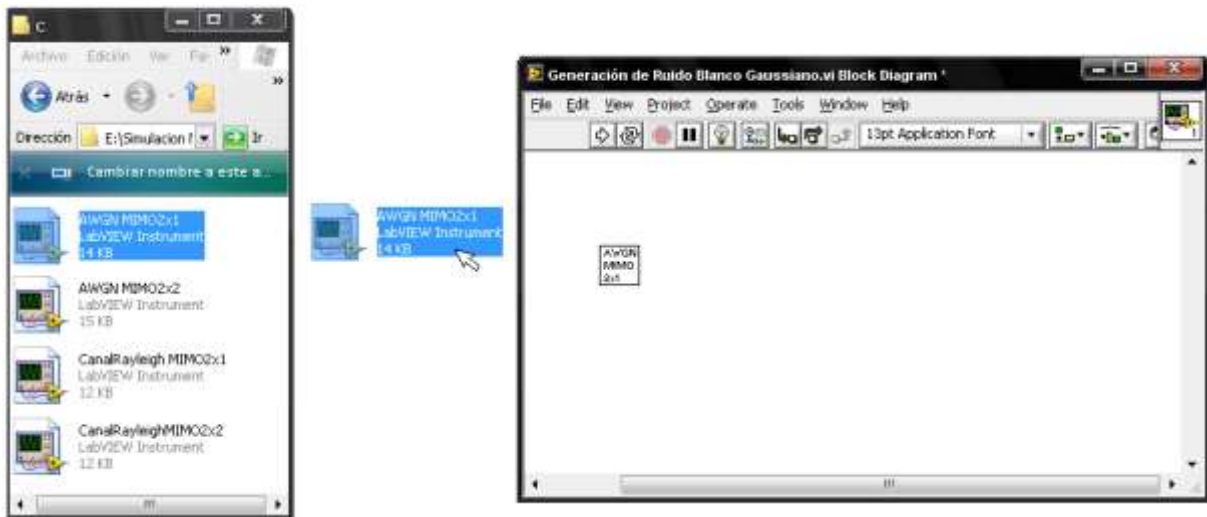 C
Archivo Edición Ver
Atrás
Dirección E:\Simulacion Ir
Cambiar nombre a este a...
AWGN MIMO2x1
LabVIEW Instrument
14 KB
AWGN MIMO2x2
LabVIEW Instrument
15 KB
CanalRayleigh MIMO2x1
LabVIEW Instrument
12 KB
CanalRayleighMIMO2x2
LabVIEW Instrument
12 KB
AWGN MIMO2x1
LabVIEW Instrument
14 KB
Generación de Ruido Blanco Gaussiano.vi Block Diagram *
File Edit View Project Operate Tools Window Help
13pt Application Font
AWGN
MIMO
2x1